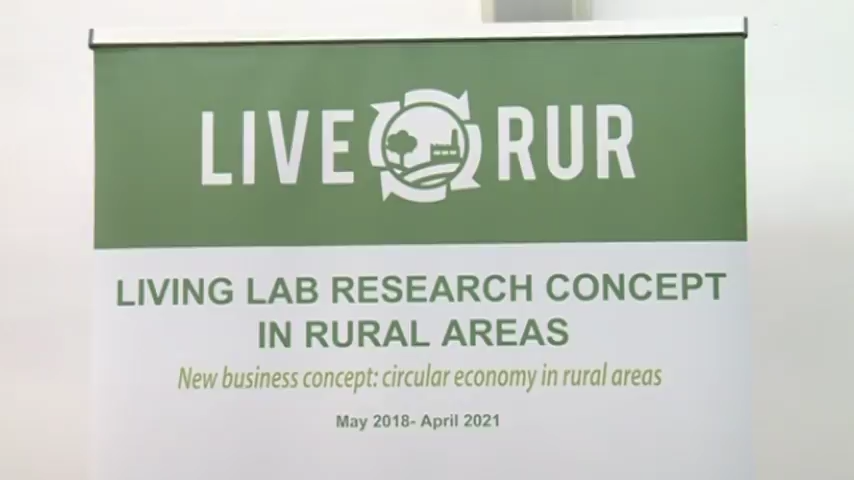 LIVE RUR
LIVING LAB RESEARCH CONCEPT
IN RURAL AREAS
New business concept: circular economy in rural areas
May 2018- April 2021